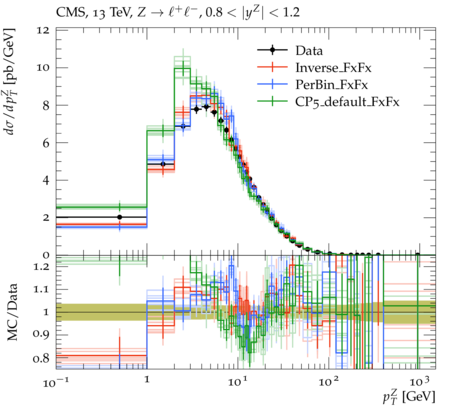 CMS, 13 TeV, Z → ℓ⁺ℓ⁻, 0.8 < |y^Z| < 1.2
dσ/dp_T^Z [pb/GeV]
12
10
8
6
4
2
0
Data
Inverse_FxFx
PerBin_FxFx
CP5_default_FxFx
MC/Data
1.2
1.1
1
0.9
0.8
10⁻¹ 1 10¹ 10² 10³
p_T^Z [GeV]